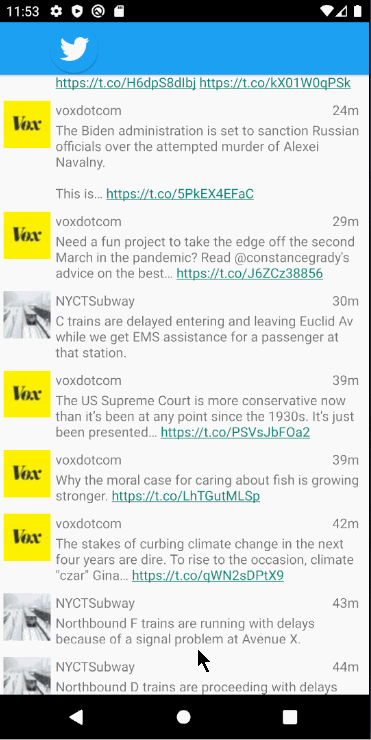 11:53
https://t.co/H6dpS8dIbj https://t.co/kX01W0qPSk
voxdotcom 24m
Vox
The Biden administration is set to sanction Russian
officials over the attempted murder of Alexei
Navalny.
This is... https://t.co/5PkEX4EFaC
voxdotcom 29m
Vox
Need a fun project to take the edge off the second
March in the pandemic? Read @constancegrady's
advice on the best... https://t.co/J6ZCz38856
NYCTSubway 30m
C trains are delayed entering and leaving Euclid Av
while we get EMS assistance for a passenger at
that station.
voxdotcom 39m
Vox
The US Supreme Court is more conservative now
than it's been at any point since the 1930s. It's just
been presented... https://t.co/PSVsJbFOa2
voxdotcom 39m
Vox
Why the moral case for caring about fish is growing
stronger. https://t.co/LhTGutMLSp
voxdotcom 42m
Vox
The stakes of curbing climate change in the next
four years are dire. To rise to the occasion, climate
"czar" Gina... https://t.co/qWN2sDPtX9
NYCTSubway 43m
Northbound F trains are running with delays
because of a signal problem at Avenue X.
NYCTSubway 44m
Northbound D trains are proceeding with delays